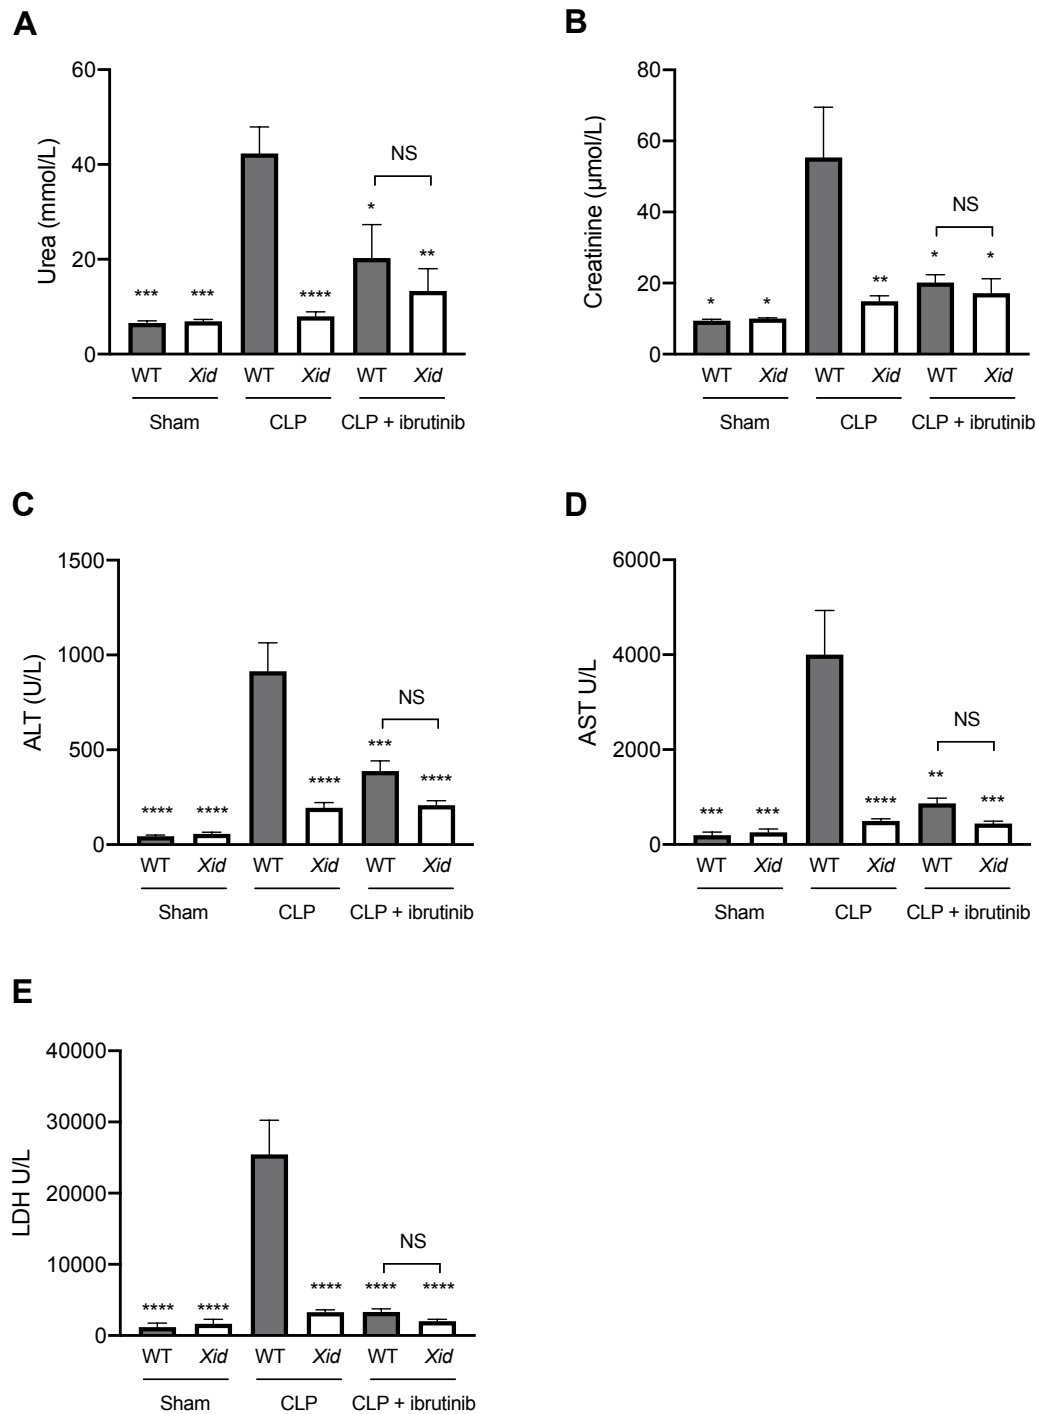 A
Urea (mmol/L)
60
40
20
0
***
***
****
*
**
NS
WT Xid WT Xid WT Xid
Sham CLP CLP + ibrutinib
B
Creatinine (µmol/L)
80
60
40
20
0
*
*
**
*
*
NS
WT Xid WT Xid WT Xid
Sham CLP CLP + ibrutinib
C
ALT (U/L)
1500
1000
500
0
****
****
****
***
****
NS
WT Xid WT Xid WT Xid
Sham CLP CLP + ibrutinib
D
AST U/L
6000
4000
2000
0
***
***
****
**
***
NS
WT Xid WT Xid WT Xid
Sham CLP CLP + ibrutinib
E
LDH U/L
40000
30000
20000
10000
0
****
****
****
****
****
NS
WT Xid WT Xid WT Xid
Sham CLP CLP + ibrutinib